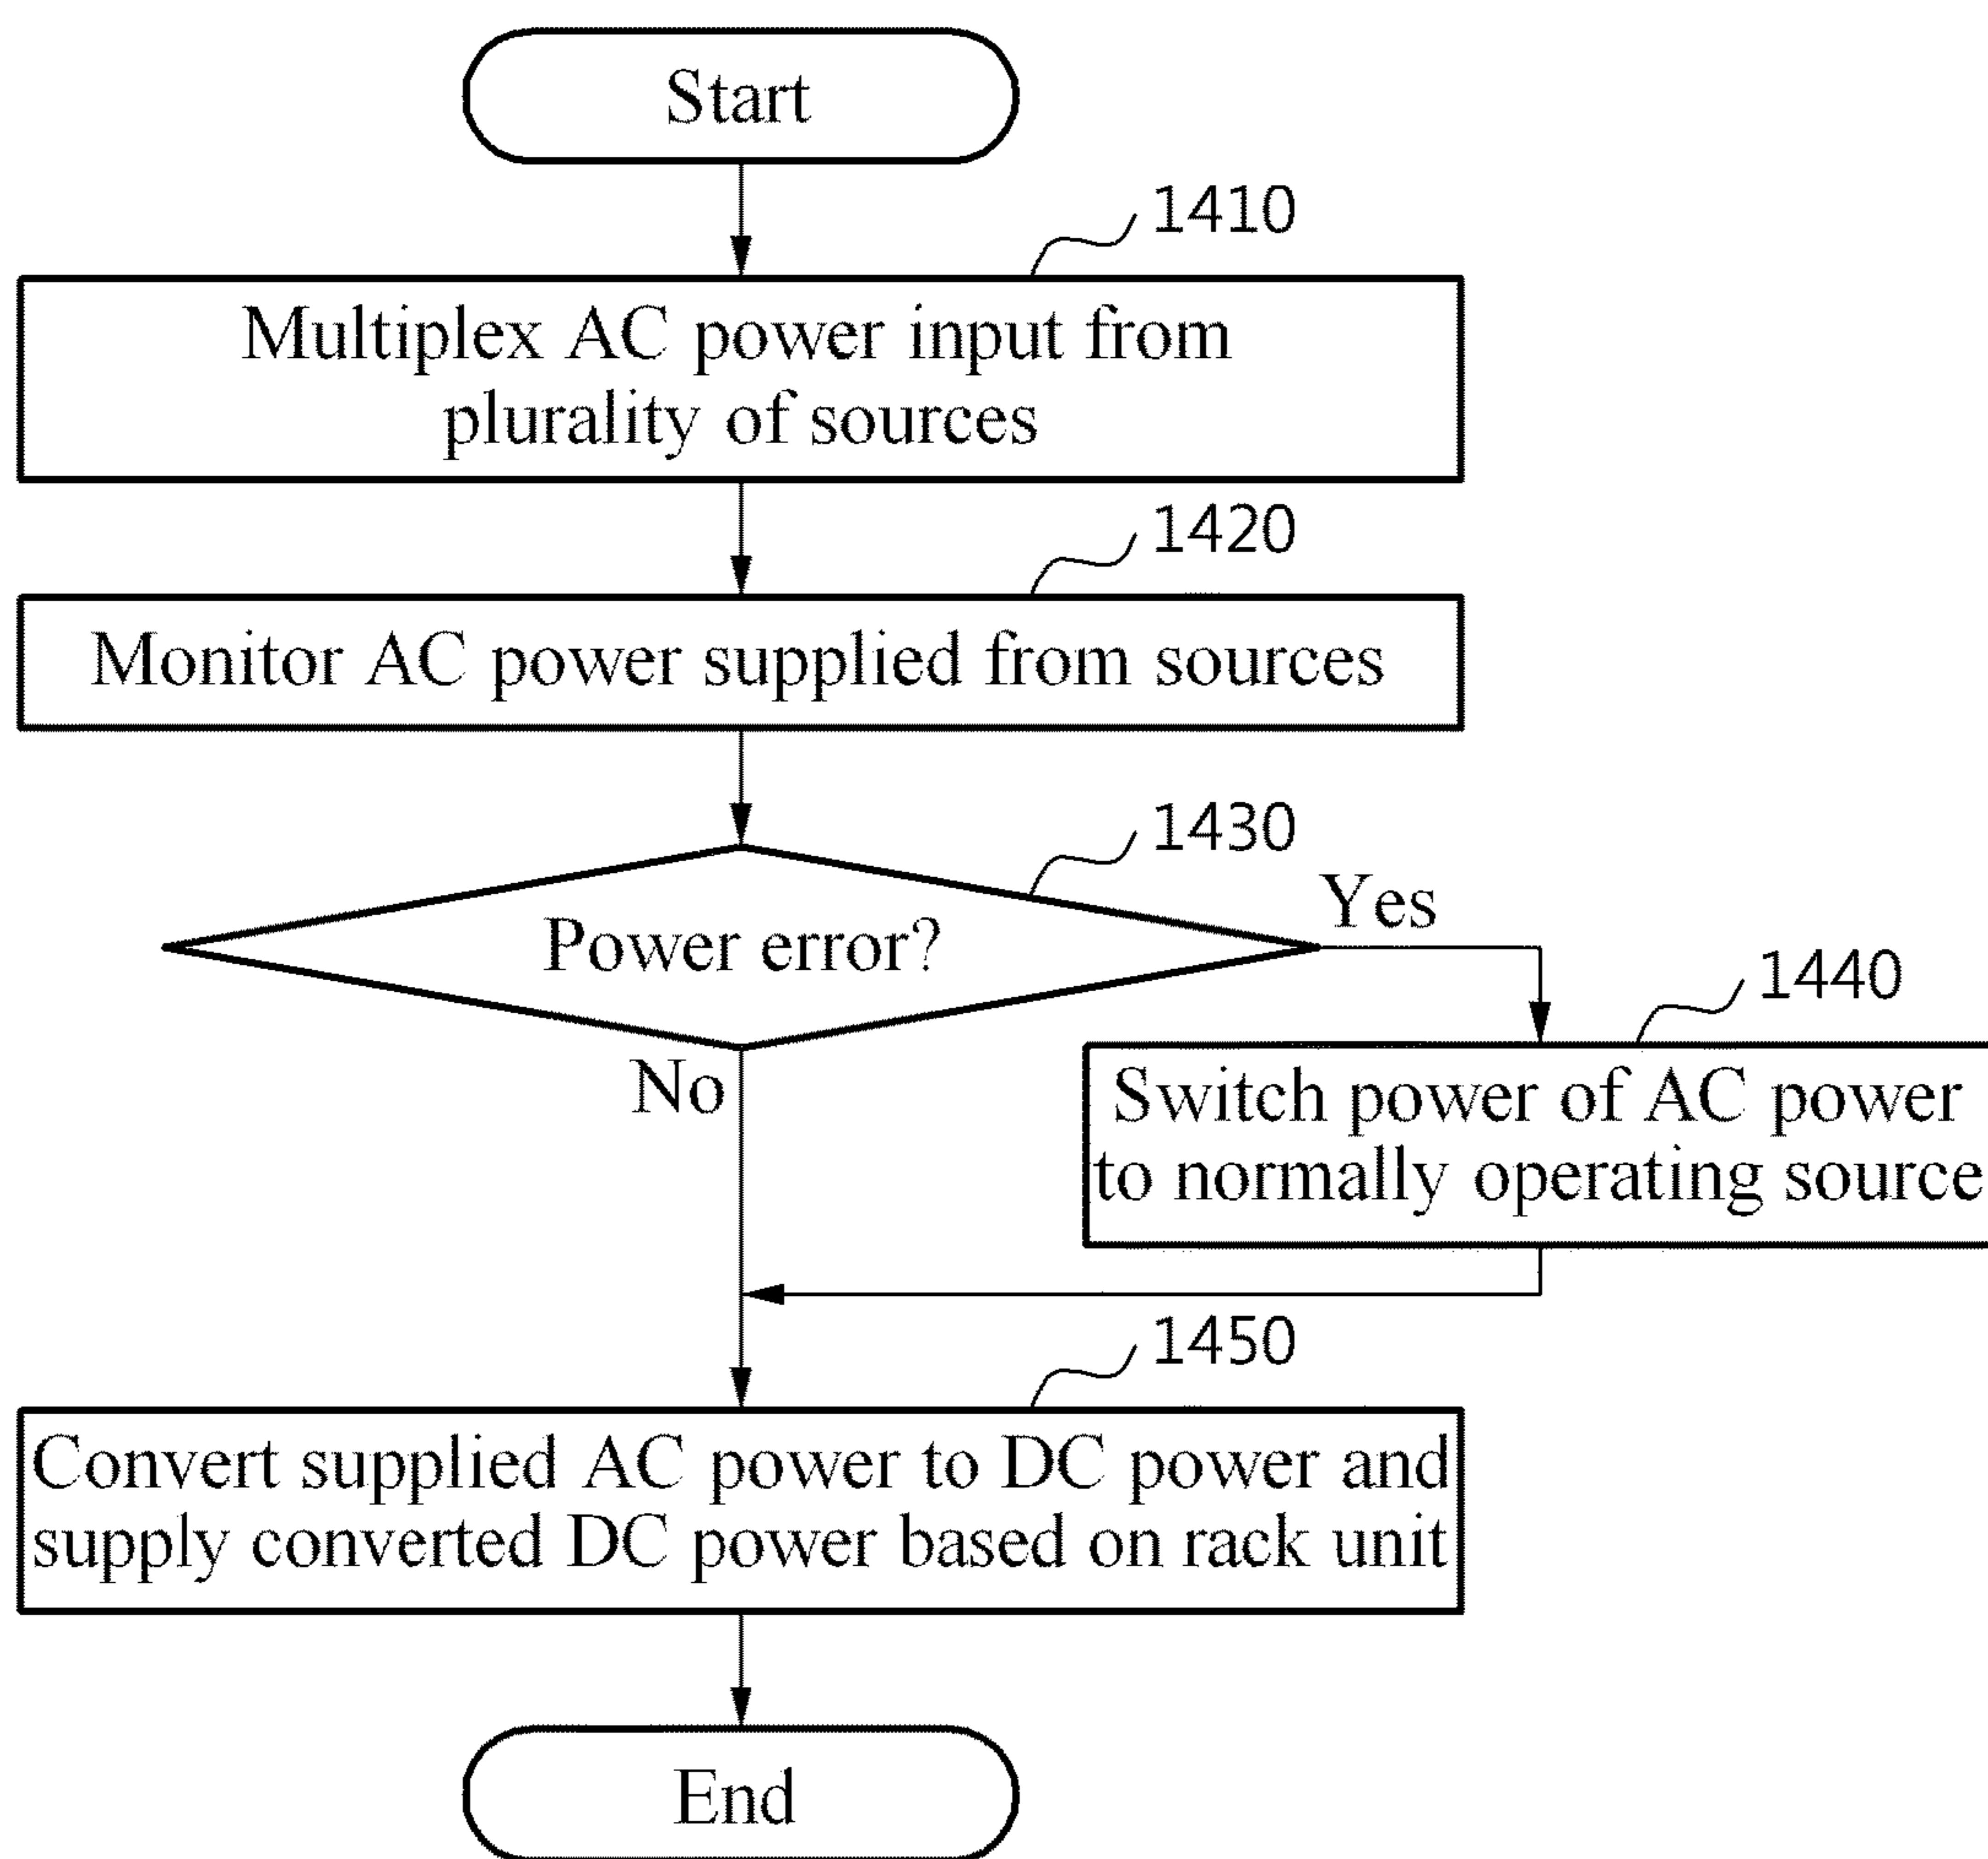 Start
1410
Multiplex AC power input from
plurality of sources
1420
Monitor AC power supplied from sources
1430
Power error?
Yes
No
1440
Switch power of AC power
to normally operating source
1450
Convert supplied AC power to DC power and
supply converted DC power based on rack unit
End